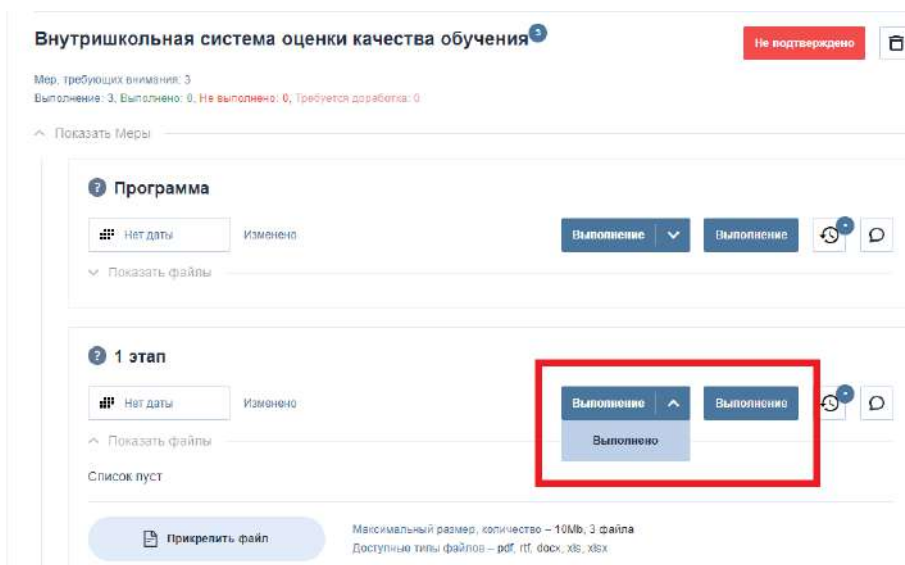 Внутришкольная система оценки качества обучения 3
Не подтверждено
Мер, требующих внимания: 3
Выполнение: 3, Выполнено: 0, Не выполнено: 0, Требуется доработка: 0
Показать Меры
? Программа
Нет даты Изменено Выполнение Выполнение
Показать файлы
? 1 этап
Нет даты Изменено Выполнение Выполнение
Показать файлы
Выполнено
Список пуст
Прикрепить файл
Максимальный размер, количество – 10Mb, 3 файла
Доступные типы файлов – pdf, rtf, docx, xls, xlsx